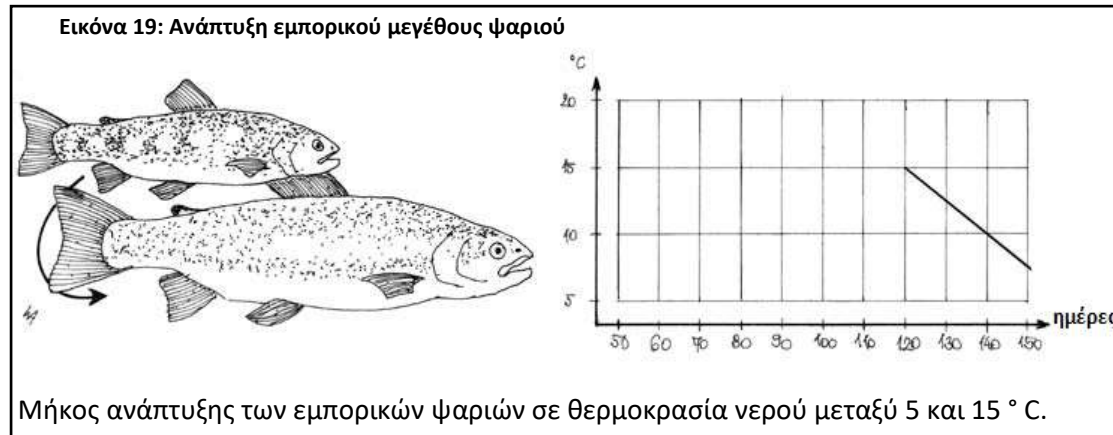 Εικόνα 19: Ανάπτυξη εμπορικού μεγέθους ψαριού
°C
20
15
10
5
50 60 70 80 90 100 110 120 130 140 150
ημέρες
Μήκος ανάπτυξης των εμπορικών ψαριών σε θερμοκρασία νερού μεταξύ 5 και 15 ° C.